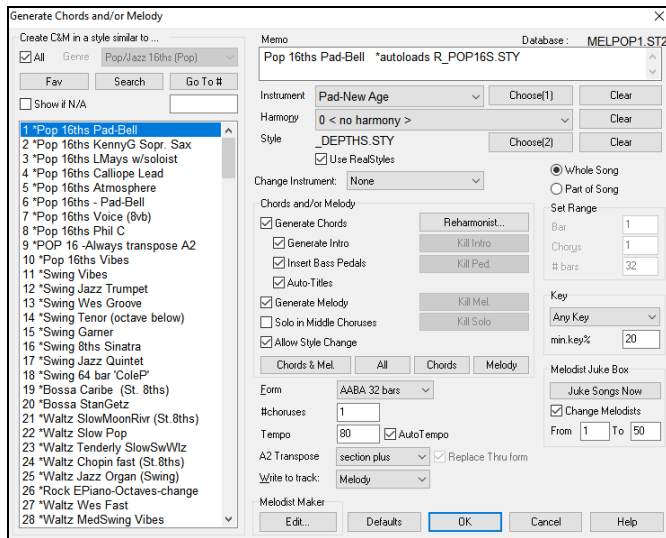 Generate Chords and/or Melody
Create C&M in a style similar to ...
All Genre Pop/Jazz 16ths (Pop)
Fav Search Go To #
Show if N/A
1 *Pop 16ths Pad-Bell
2 *Pop 16ths KennyG Sopr. Sax
3 *Pop 16ths LMays w/soloist
4 *Pop 16ths Calliope Lead
5 *Pop 16ths Atmosphere
6 *Pop 16ths - Pad-Bell
7 *Pop 16ths Voice (8vb)
8 *Pop 16ths Phil C
9 *POP 16 -Always transpose A2
10 *Pop 16ths Vibes
11 *Swing Vibes
12 *Swing Jazz Trumpet
13 *Swing Wes Groove
14 *Swing Tenor (octave below)
15 *Swing Garner
16 *Swing 8ths Sinatra
17 *Swing Jazz Quintet
18 *Swing 64 bar 'ColeP'
19 *Bossa Caribe (St. 8ths)
20 *Bossa StanGetz
21 *Waltz SlowMoonRivr (St.8ths)
22 *Waltz Slow Pop
23 *Waltz Tenderly SlowSwWlz
24 *Waltz Chopin fast (St.8ths)
25 *Waltz Jazz Organ (Swing)
26 *Rock EPiano-Octaves-change
27 *Waltz Wes Fast
28 *Waltz MedSwing Vibes
Memo Database : MELPOP1.ST2
Pop 16ths Pad-Bell *autoloads R_POP16S.STY
Instrument Pad-New Age Choose(1) Clear
Harmony 0 < no harmony > Clear
Style _DEPTHS.STY Choose(2) Clear
Use RealStyles
Change Instrument: None
Whole Song
Part of Song
Chords and/or Melody
Generate Chords Reharmonist...
Generate Intro Kill Intro
Insert Bass Pedals Kill Ped.
Auto-Titles
Generate Melody Kill Mel.
Solo in Middle Choruses Kill Solo
Allow Style Change
Chords & Mel. All Chords Melody
Form AABA 32 bars
#choruses 1
Tempo 80 AutoTempo
A2 Transpose section plus Replace Thru form
Write to track: Melody
Set Range
Bar 1
Chorus 1
# bars 32
Key
Any Key
min.key% 20
Melodist Juke Box
Juke Songs Now
Change Melodists
From 1 To 50
Melodist Maker
Edit... Defaults OK Cancel Help